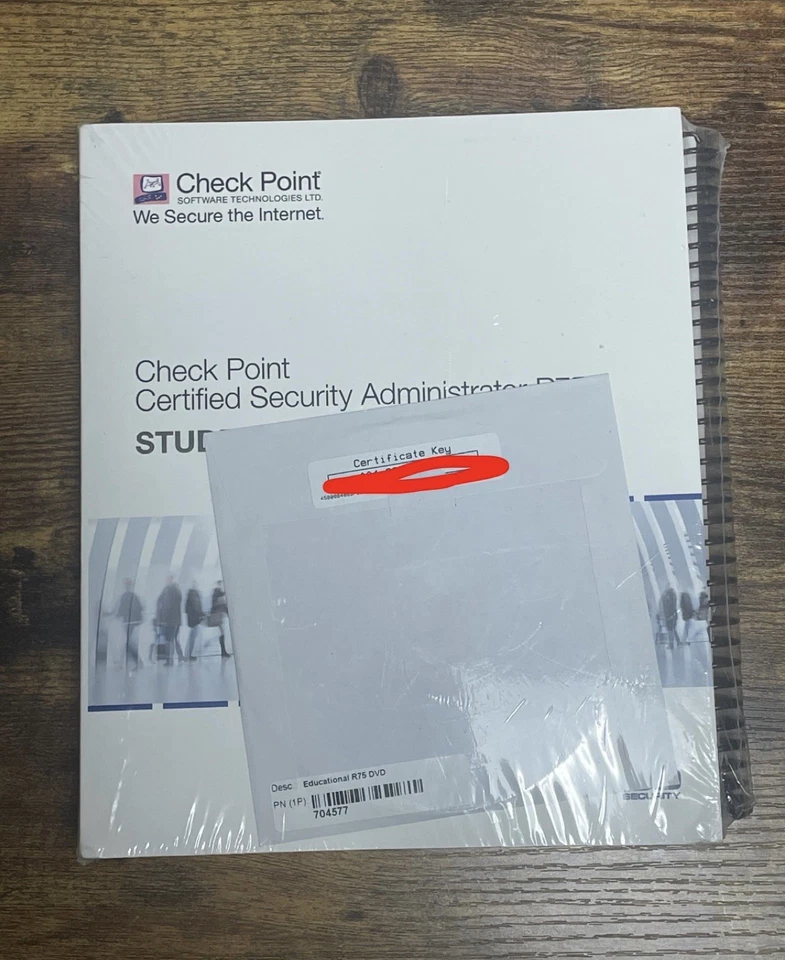 Check Point
SOFTWARE TECHNOLOGIES LTD.
We Secure the Internet.
Check Point
Certified Security Administrator
Certificate Key
Desc.: Educational R75 DVD
PN (1P)
704577
SECURITY